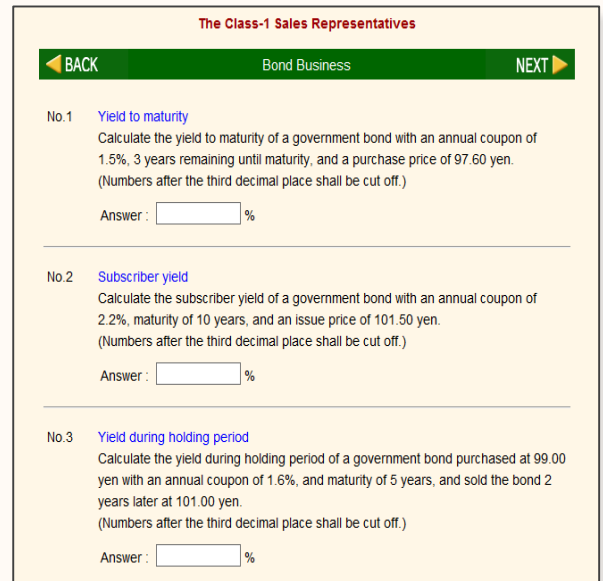 The Class-1 Sales Representatives
BACK Bond Business NEXT
No.1 Yield to maturity
Calculate the yield to maturity of a government bond with an annual coupon of
1.5%, 3 years remaining until maturity, and a purchase price of 97.60 yen.
(Numbers after the third decimal place shall be cut off.)
Answer : %
No.2 Subscriber yield
Calculate the subscriber yield of a government bond with an annual coupon of
2.2%, maturity of 10 years, and an issue price of 101.50 yen.
(Numbers after the third decimal place shall be cut off.)
Answer : %
No.3 Yield during holding period
Calculate the yield during holding period of a government bond purchased at 99.00
yen with an annual coupon of 1.6%, and maturity of 5 years, and sold the bond 2
years later at 101.00 yen.
(Numbers after the third decimal place shall be cut off.)
Answer : %